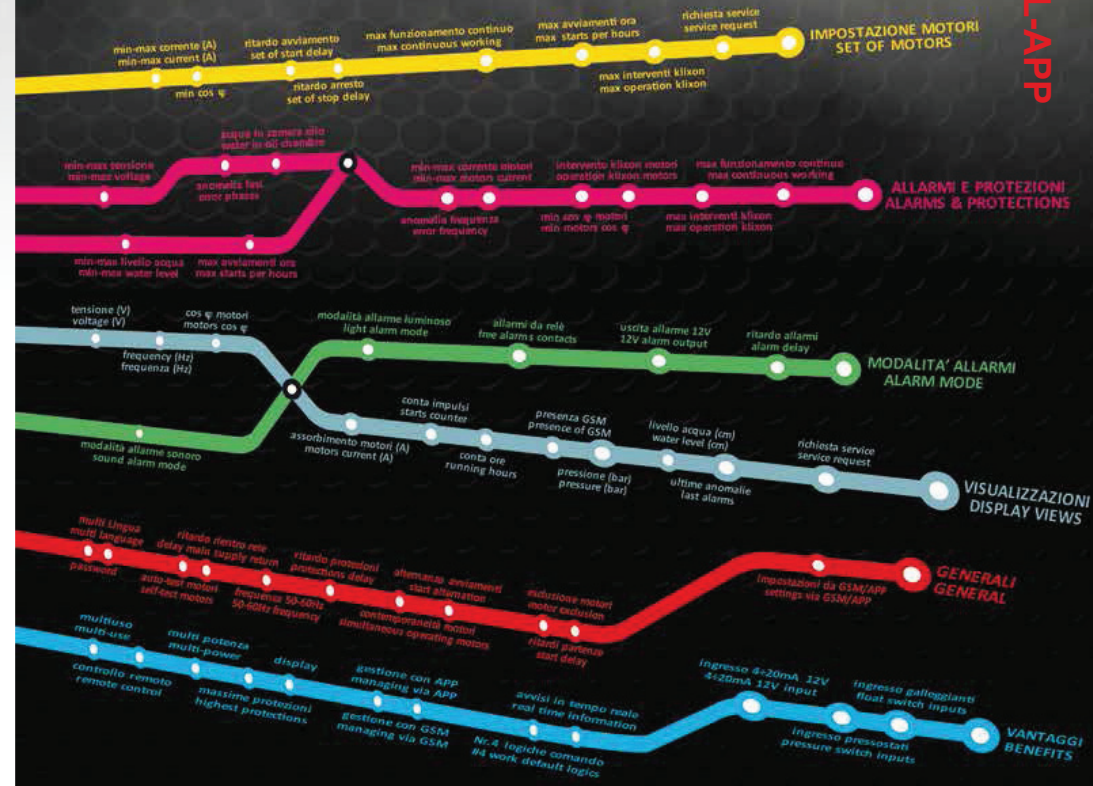 L-APP
min-max corrente (A)
min-max current (A)
min cos φ
ritardo avviamento
set of start delay
ritardo arresto
set of stop delay
max funzionamento continuo
max continuous working
max avviamenti ora
max starts per hours
max interventi klixon
max operation klixon
richiesta service
service request
IMPOSTAZIONE MOTORI
SET OF MOTORS
min-max tensione
min-max voltage
acqua in camera olio
water in oil chambre
anomalia fasi
error phases
min-max livello acqua
min-max water level
max avviamenti ora
max starts per hours
min-max corrente motori
min-max motors current
anomalia frequenza
error frequency
intervento klixon motori
operation klixon motors
min cos φ motori
min motors cos φ
max funzionamento continuo
max continuous working
max interventi klixon
max operation klixon
ALLARMI E PROTEZIONI
ALARMS & PROTECTIONS
tensione (V)
voltage (V)
frequency (Hz)
frequenza (Hz)
cos φ motori
motors cos φ
modalità allarme luminoso
light alarm mode
allarmi da relè
free alarms contacts
uscita allarme 12V
12V alarm output
ritardo allarmi
alarm delay
MODALITA’ ALLARMI
ALARM MODE
modalità allarme sonoro
sound alarm mode
assorbimento motori (A)
motors current (A)
conta impulsi
starts counter
conta ore
running hours
presenza GSM
presence of GSM
pressione (bar)
pressure (bar)
livello acqua (cm)
water level (cm)
ultime anomalie
last alarms
richiesta service
service request
VISUALIZZAZIONI
DISPLAY VIEWS
multi Lingua
multi language
password
ritardo rientro rete
delay main supply return
auto-test motori
self-test motors
frequenza 50-60Hz
50-60Hz frequency
ritardo protezioni
protections delay
contemporaneità motori
simultaneous operating motors
alternanza avviamenti
start alternation
esclusione motori
motor exclusion
ritardi partenze
start delay
Impostazioni da GSM/APP
settings via GSM/APP
GENERALI
GENERAL
multiuso
multi-use
controllo remoto
remote control
multi potenza
multi-power
massime protezioni
highest protections
display
gestione con APP
managing via APP
gestione con GSM
managing via GSM
avvisi in tempo reale
real time information
Nr.4 logiche comando
#4 work default logics
ingresso 4÷20mA 12V
4÷20mA 12V input
ingresso pressostati
pressure switch inputs
ingresso galleggianti
float switch inputs
VANTAGGI
BENEFITS